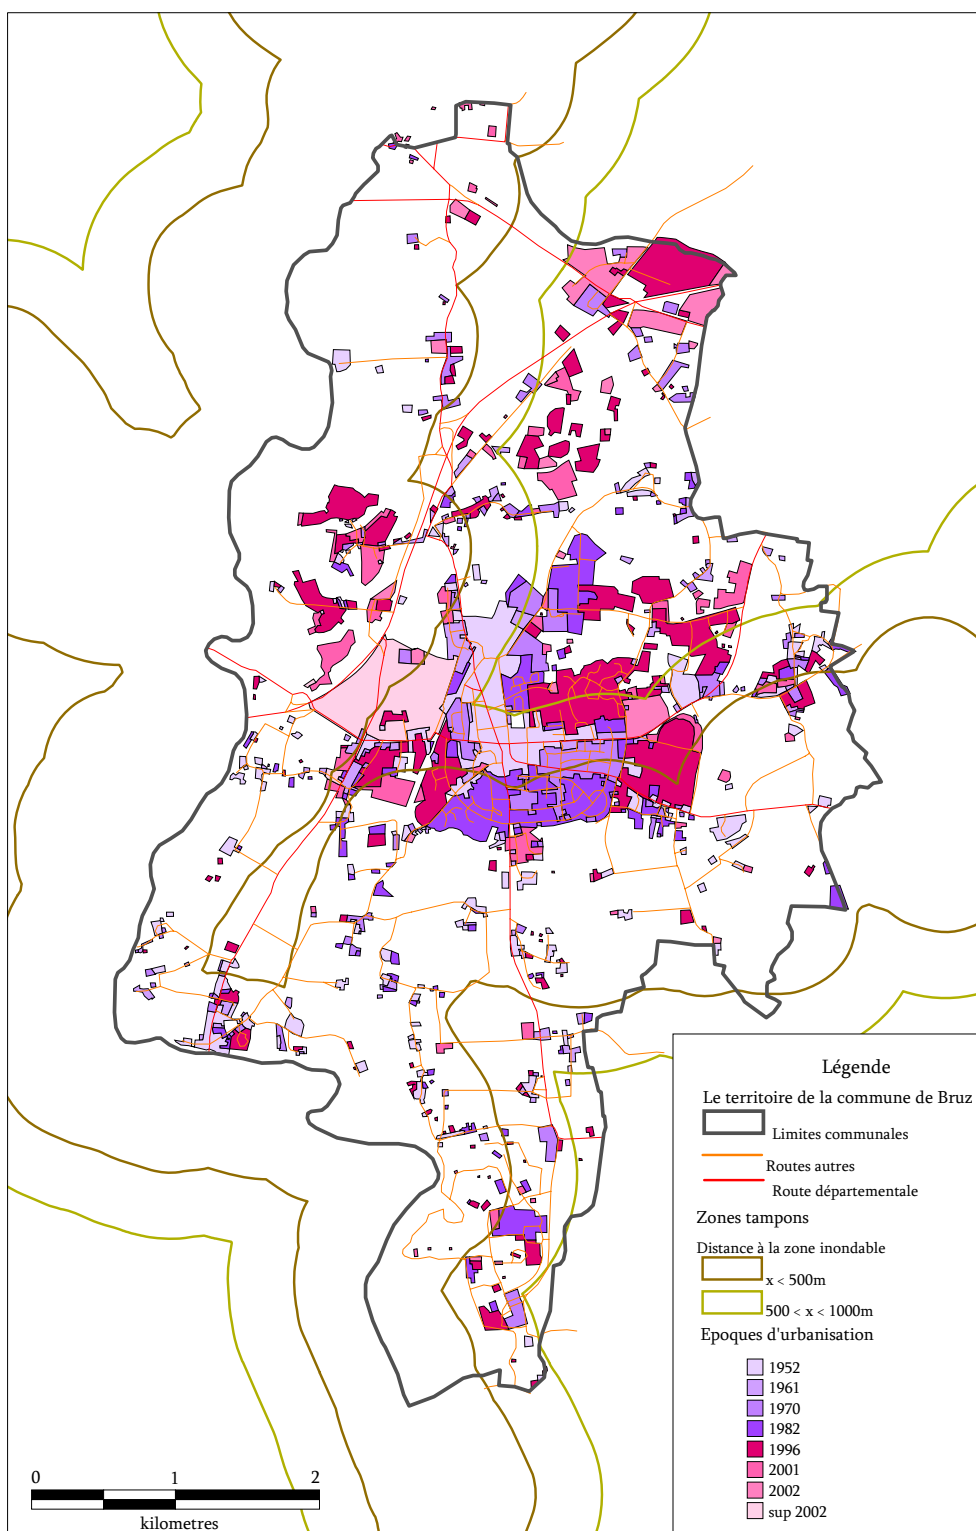 Légende
Le territoire de la commune de Bruz
Limites communales
Routes autres
Route départementale
Zones tampons
Distance à la zone inondable
x < 500m
500 < x < 1000m
Epoques d'urbanisation
1952
1961
1970
1982
1996
2001
2002
sup 2002
0 1 2
kilometres